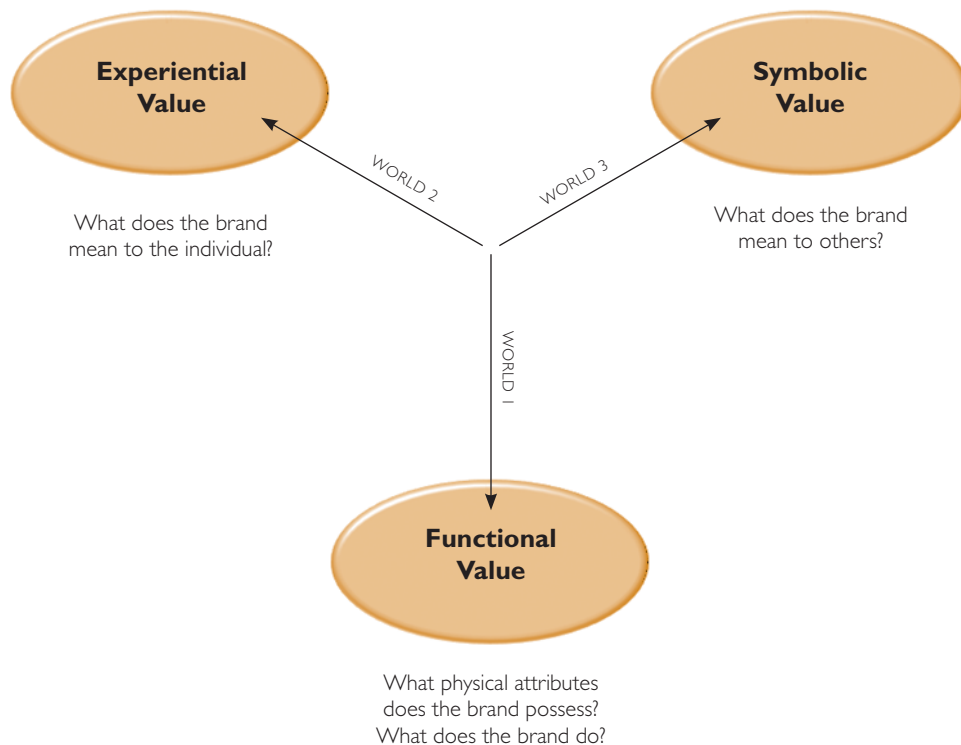 Experiential
Value
Symbolic
Value
WORLD 2
WORLD 3
What does the brand
mean to the individual?
What does the brand
mean to others?
WORLD 1
Functional
Value
What physical attributes
does the brand possess?
What does the brand do?